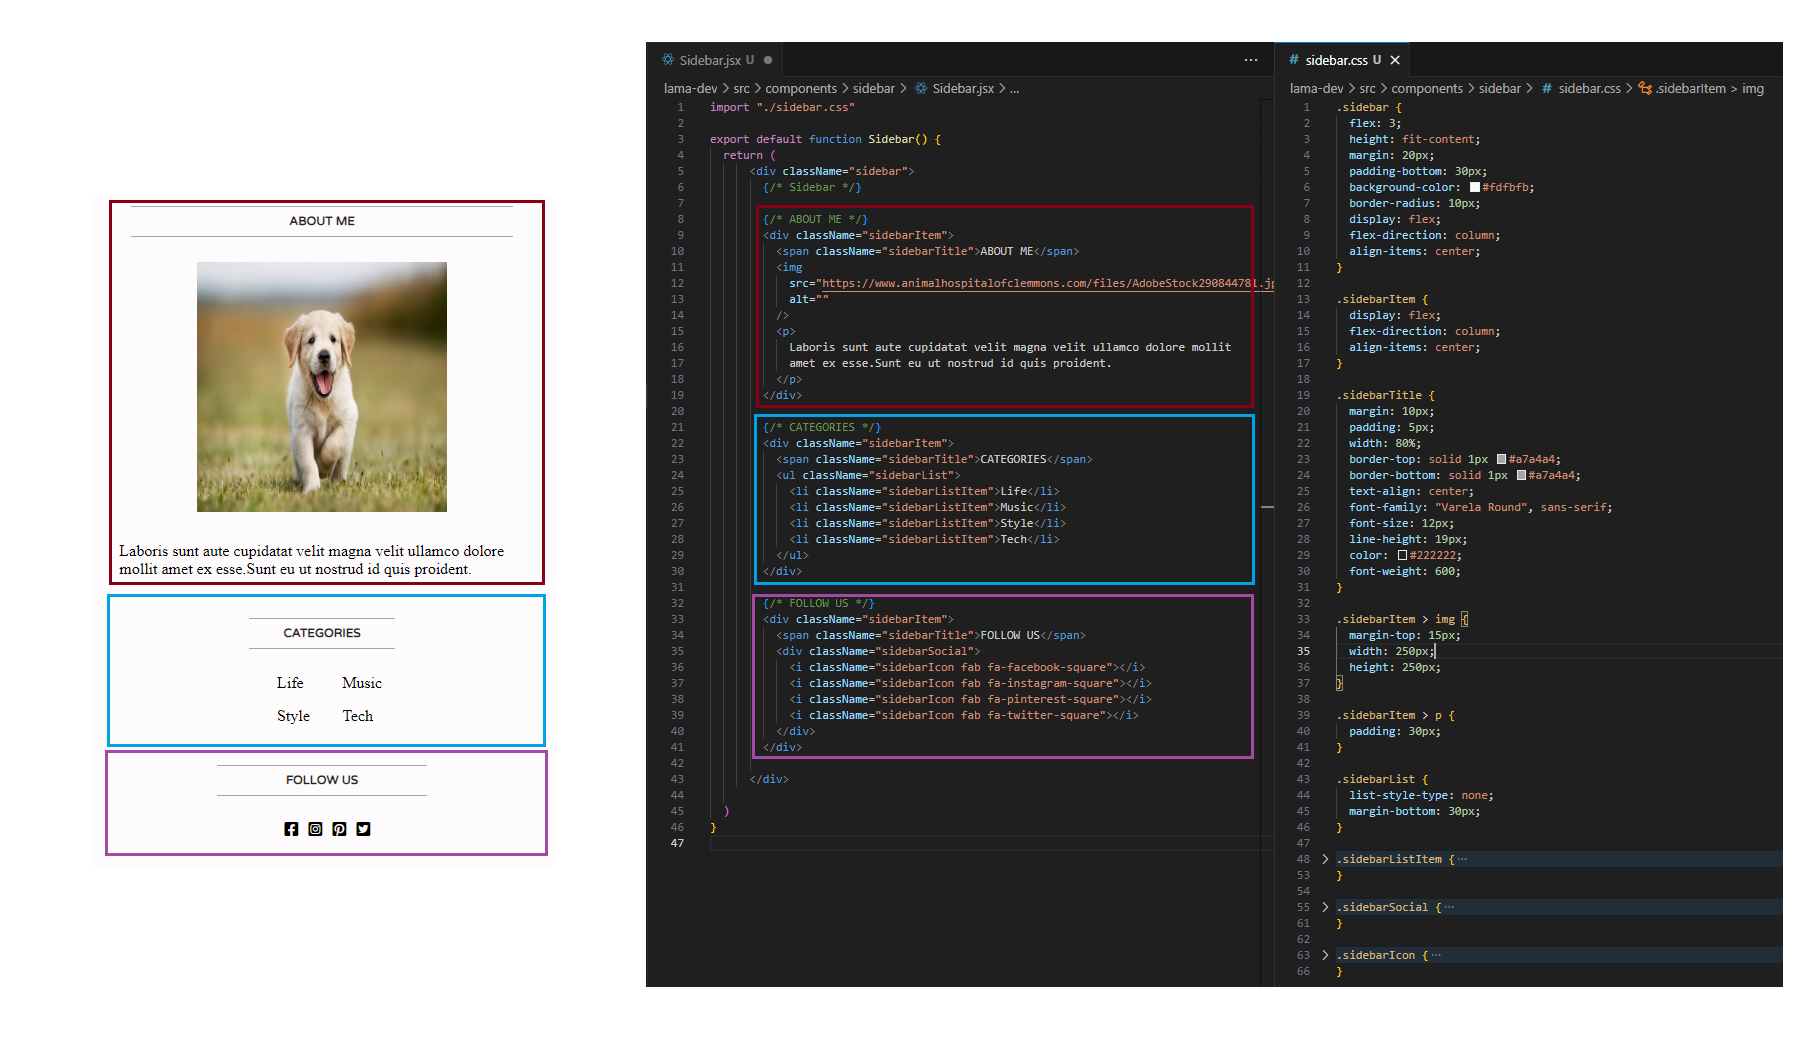 ABOUT ME
Laboris sunt aute cupidatat velit magna velit ullamco dolore
mollit amet ex esse.Sunt eu ut nostrud id quis proident.
CATEGORIES
Life Music
Style Tech
FOLLOW US
Sidebar.jsx U
lama-dev > src > components > sidebar > Sidebar.jsx > ...
1 import "./sidebar.css"
2
3 export default function Sidebar() {
4 return (
5 <div className="sidebar">
6 {/* Sidebar */}
7
8 {/* ABOUT ME */}
9 <div className="sidebarItem">
10 <span className="sidebarTitle">ABOUT ME</span>
11 <img
12 src="https://www.animalhospitalofclemmons.com/files/AdobeStock290844781.jp
13 alt=""
14 />
15 <p>
16 Laboris sunt aute cupidatat velit magna velit ullamco dolore mollit
17 amet ex esse.Sunt eu ut nostrud id quis proident.
18 </p>
19 </div>
20
21 {/* CATEGORIES */}
22 <div className="sidebarItem">
23 <span className="sidebarTitle">CATEGORIES</span>
24 <ul className="sidebarList">
25 <li className="sidebarListItem">Life</li>
26 <li className="sidebarListItem">Music</li>
27 <li className="sidebarListItem">Style</li>
28 <li className="sidebarListItem">Tech</li>
29 </ul>
30 </div>
31
32 {/* FOLLOW US */}
33 <div className="sidebarItem">
34 <span className="sidebarTitle">FOLLOW US</span>
35 <div className="sidebarSocial">
36 <i className="sidebarIcon fab fa-facebook-square"></i>
37 <i className="sidebarIcon fab fa-instagram-square"></i>
38 <i className="sidebarIcon fab fa-pinterest-square"></i>
39 <i className="sidebarIcon fab fa-twitter-square"></i>
40 </div>
41 </div>
42
43 </div>
44
45 )
46 }
47
# sidebar.css U
lama-dev > src > components > sidebar > # sidebar.css > .sidebarItem > img
1 .sidebar {
2 flex: 3;
3 height: fit-content;
4 margin: 20px;
5 padding-bottom: 30px;
6 background-color: #fdfbfb;
7 border-radius: 10px;
8 display: flex;
9 flex-direction: column;
10 align-items: center;
11 }
12
13 .sidebarItem {
14 display: flex;
15 flex-direction: column;
16 align-items: center;
17 }
18
19 .sidebarTitle {
20 margin: 10px;
21 padding: 5px;
22 width: 80%;
23 border-top: solid 1px #a7a4a4;
24 border-bottom: solid 1px #a7a4a4;
25 text-align: center;
26 font-family: "Varela Round", sans-serif;
27 font-size: 12px;
28 line-height: 19px;
29 color: #222222;
30 font-weight: 600;
31 }
32
33 .sidebarItem > img {
34 margin-top: 15px;
35 width: 250px;
36 height: 250px;
37 }
38
39 .sidebarItem > p {
40 padding: 30px;
41 }
42
43 .sidebarList {
44 list-style-type: none;
45 margin-bottom: 30px;
46 }
47
48 .sidebarListItem {···
53 }
54
55 .sidebarSocial {···
61 }
62
63 .sidebarIcon {···
66 }